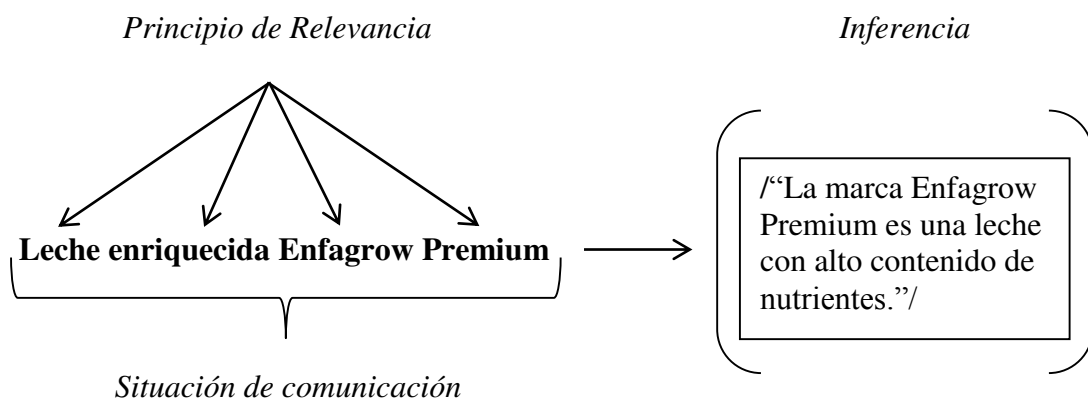 Principio de Relevancia
Inferencia
Leche enriquecida Enfagrow Premium
/“La marca Enfagrow
Premium es una leche
con alto contenido de
nutrientes.”/
Situación de comunicación